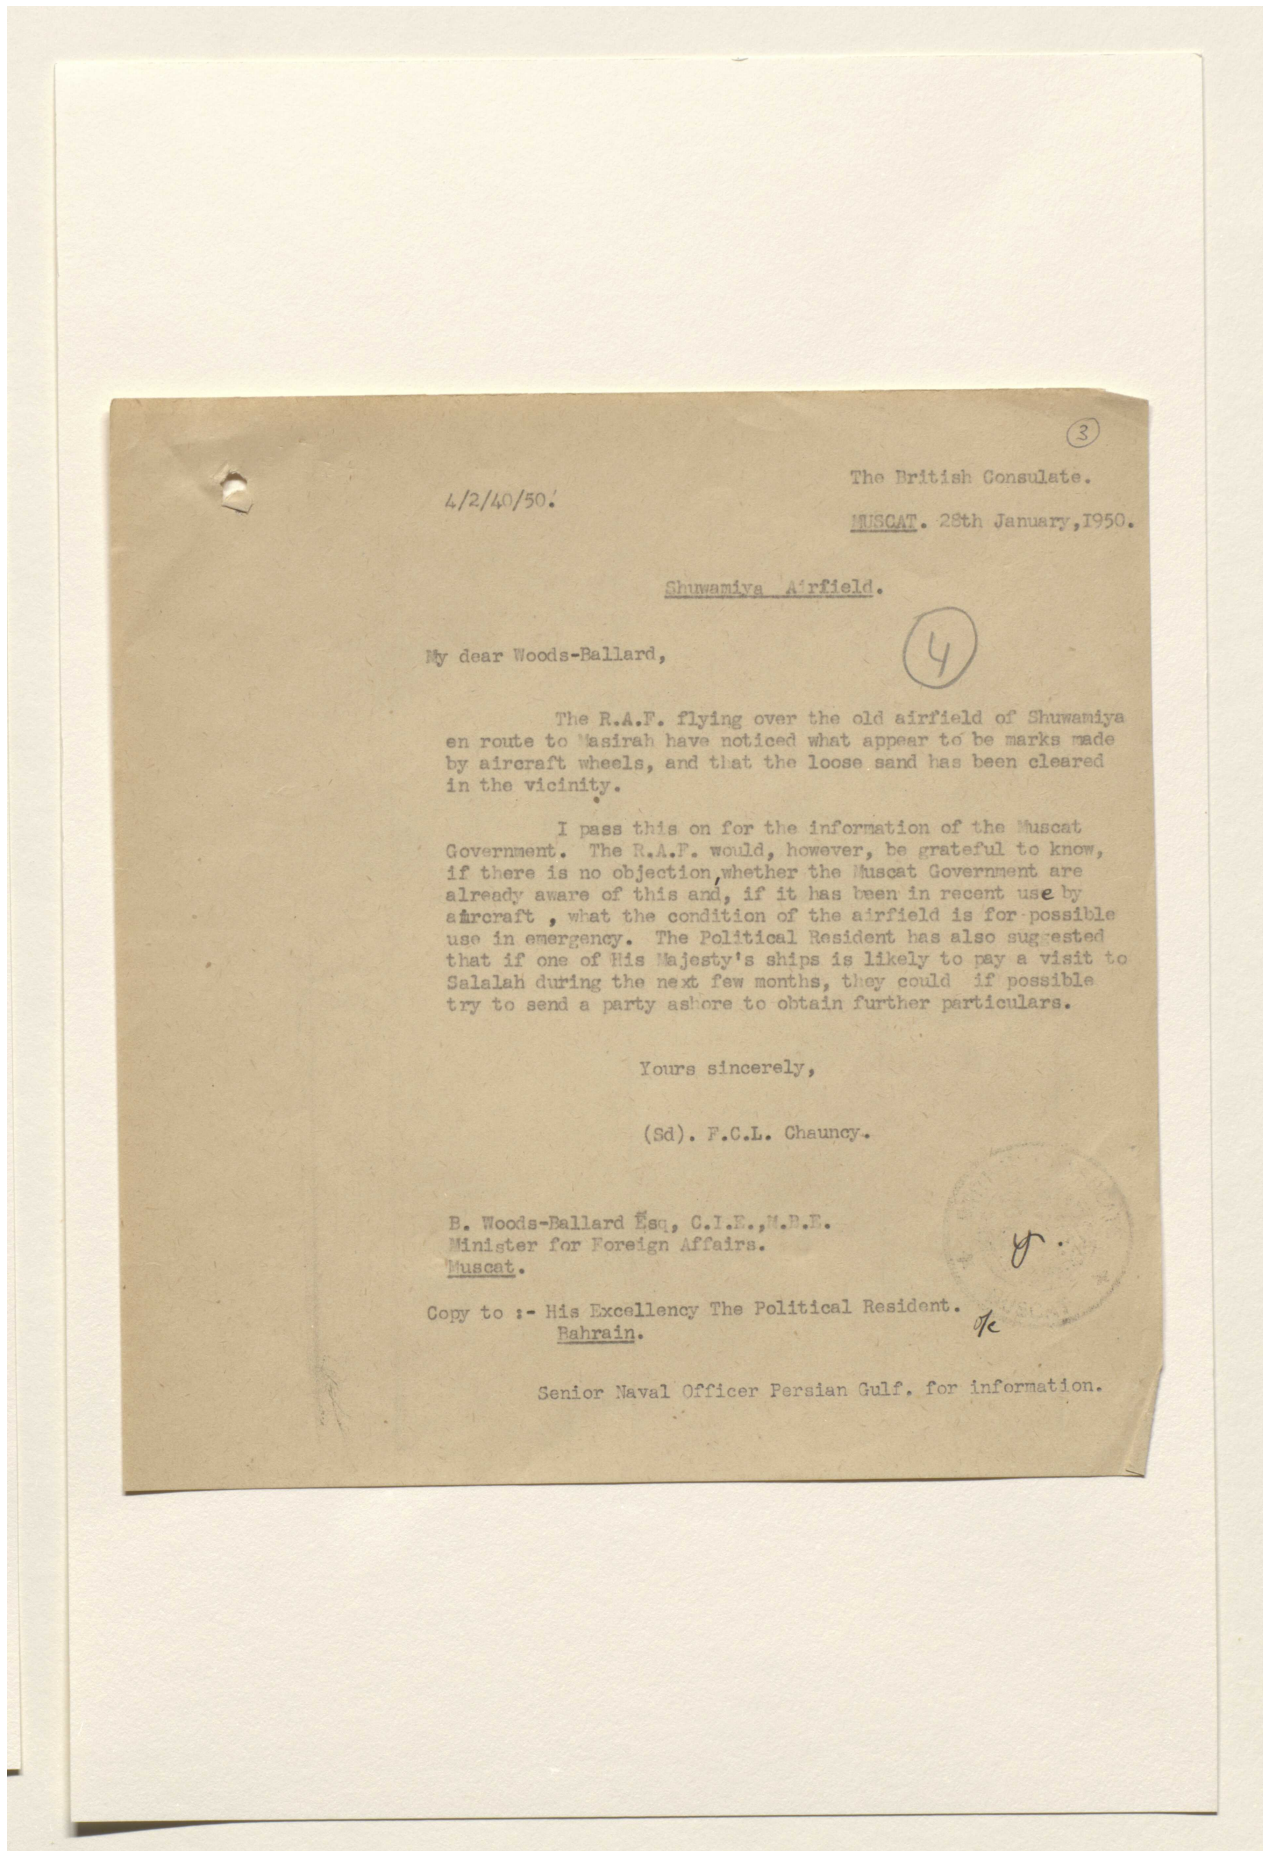 3
The British Consulate.
4/2/40/50.
MUSCAT. 28th January,1950.
Shuwamiya Airfield.
4
My dear Woods-Ballard,
The R.A.F. flying over the old airfield of Shuwamiya
en route to Masirah have noticed what appear to be marks made
by aircraft wheels, and that the loose sand has been cleared
in the vicinity.
I pass this on for the information of the Muscat
Government. The R.A.F. would, however, be grateful to know,
if there is no objection,whether the Muscat Government are
already aware of this and, if it has been in recent use by
aircraft , what the condition of the airfield is for possible
use in emergency. The Political Resident has also suggested
that if one of His Majesty's ships is likely to pay a visit to
Salalah during the next few months, they could if possible
try to send a party ashore to obtain further particulars.
Yours sincerely,
(Sd). F.C.L. Chauncy.
B. Woods-Ballard Esq, C.I.E.,M.B.E.
Minister for Foreign Affairs.
Muscat.
Copy to :- His Excellency The Political Resident.
Bahrain.
Senior Naval Officer Persian Gulf. for information.